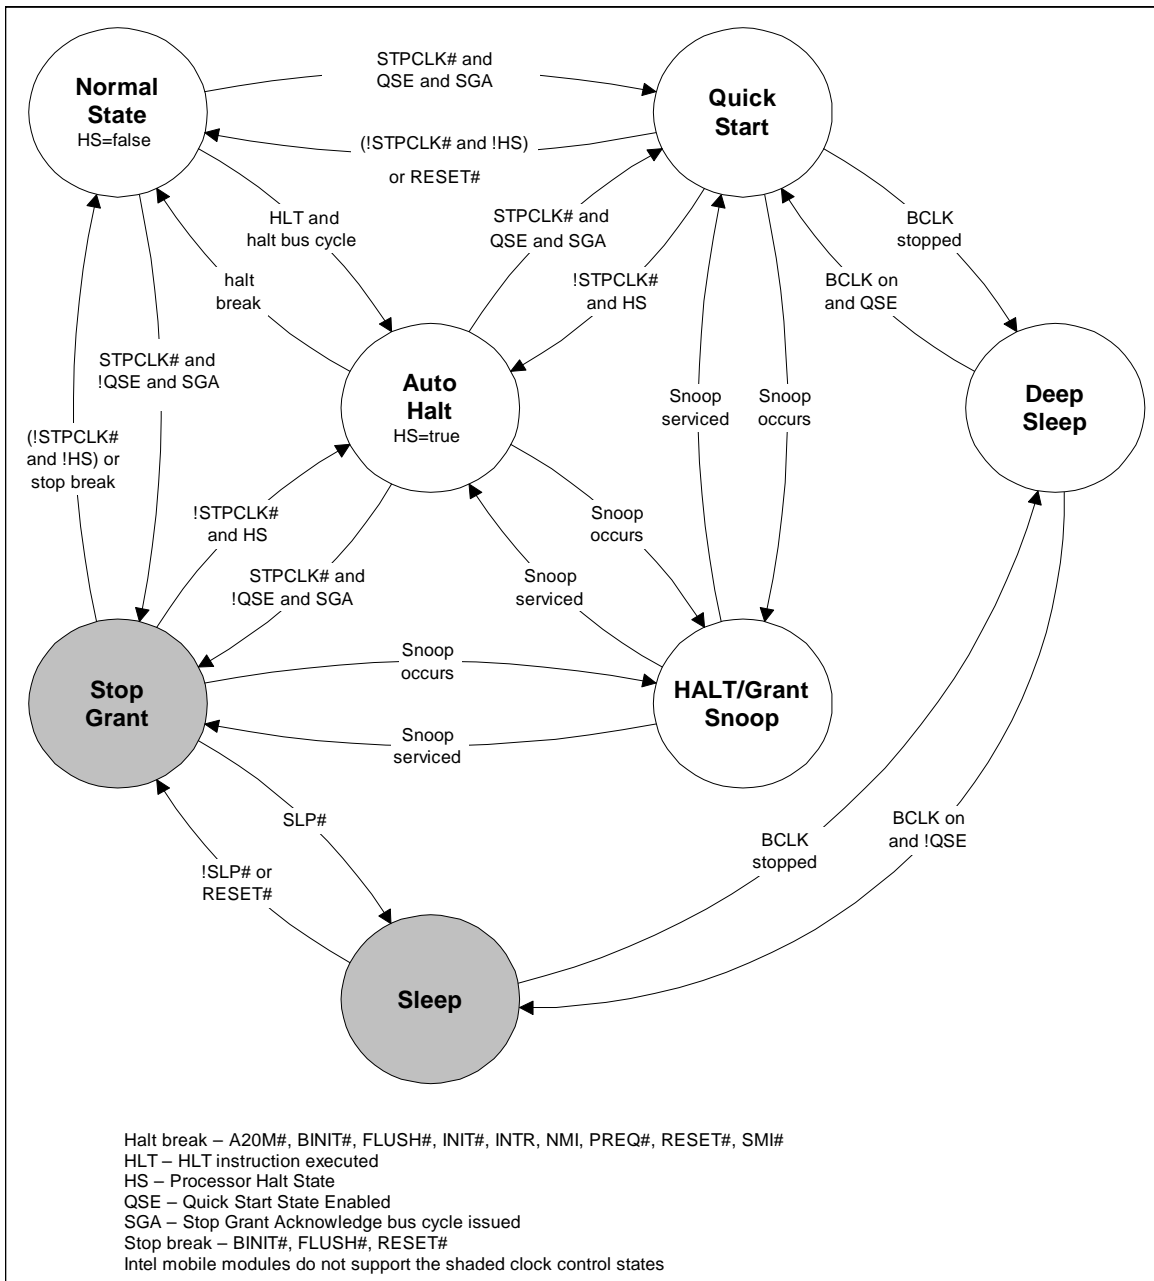 Normal
State
HS=false
STPCLK# and
QSE and SGA
Quick
Start
(!STPCLK# and !HS)
or RESET#
HLT and
halt bus cycle
STPCLK# and
QSE and SGA
BCLK
stopped
halt
break
!STPCLK#
and HS
BCLK on
and QSE
STPCLK# and
!QSE and SGA
Auto
Halt
HS=true
Snoop
serviced
Snoop
occurs
Deep
Sleep
(!STPCLK#
and !HS) or
stop break
!STPCLK#
and HS
Snoop
occurs
STPCLK# and
!QSE and SGA
Snoop
serviced
Stop
Grant
Snoop
occurs
HALT/Grant
Snoop
Snoop
serviced
SLP#
BCLK
stopped
BCLK on
and !QSE
!SLP# or
RESET#
Sleep
Halt break – A20M#, BINIT#, FLUSH#, INIT#, INTR, NMI, PREQ#, RESET#, SMI#
HLT – HLT instruction executed
HS – Processor Halt State
QSE – Quick Start State Enabled
SGA – Stop Grant Acknowledge bus cycle issued
Stop break – BINIT#, FLUSH#, RESET#
Intel mobile modules do not support the shaded clock control states